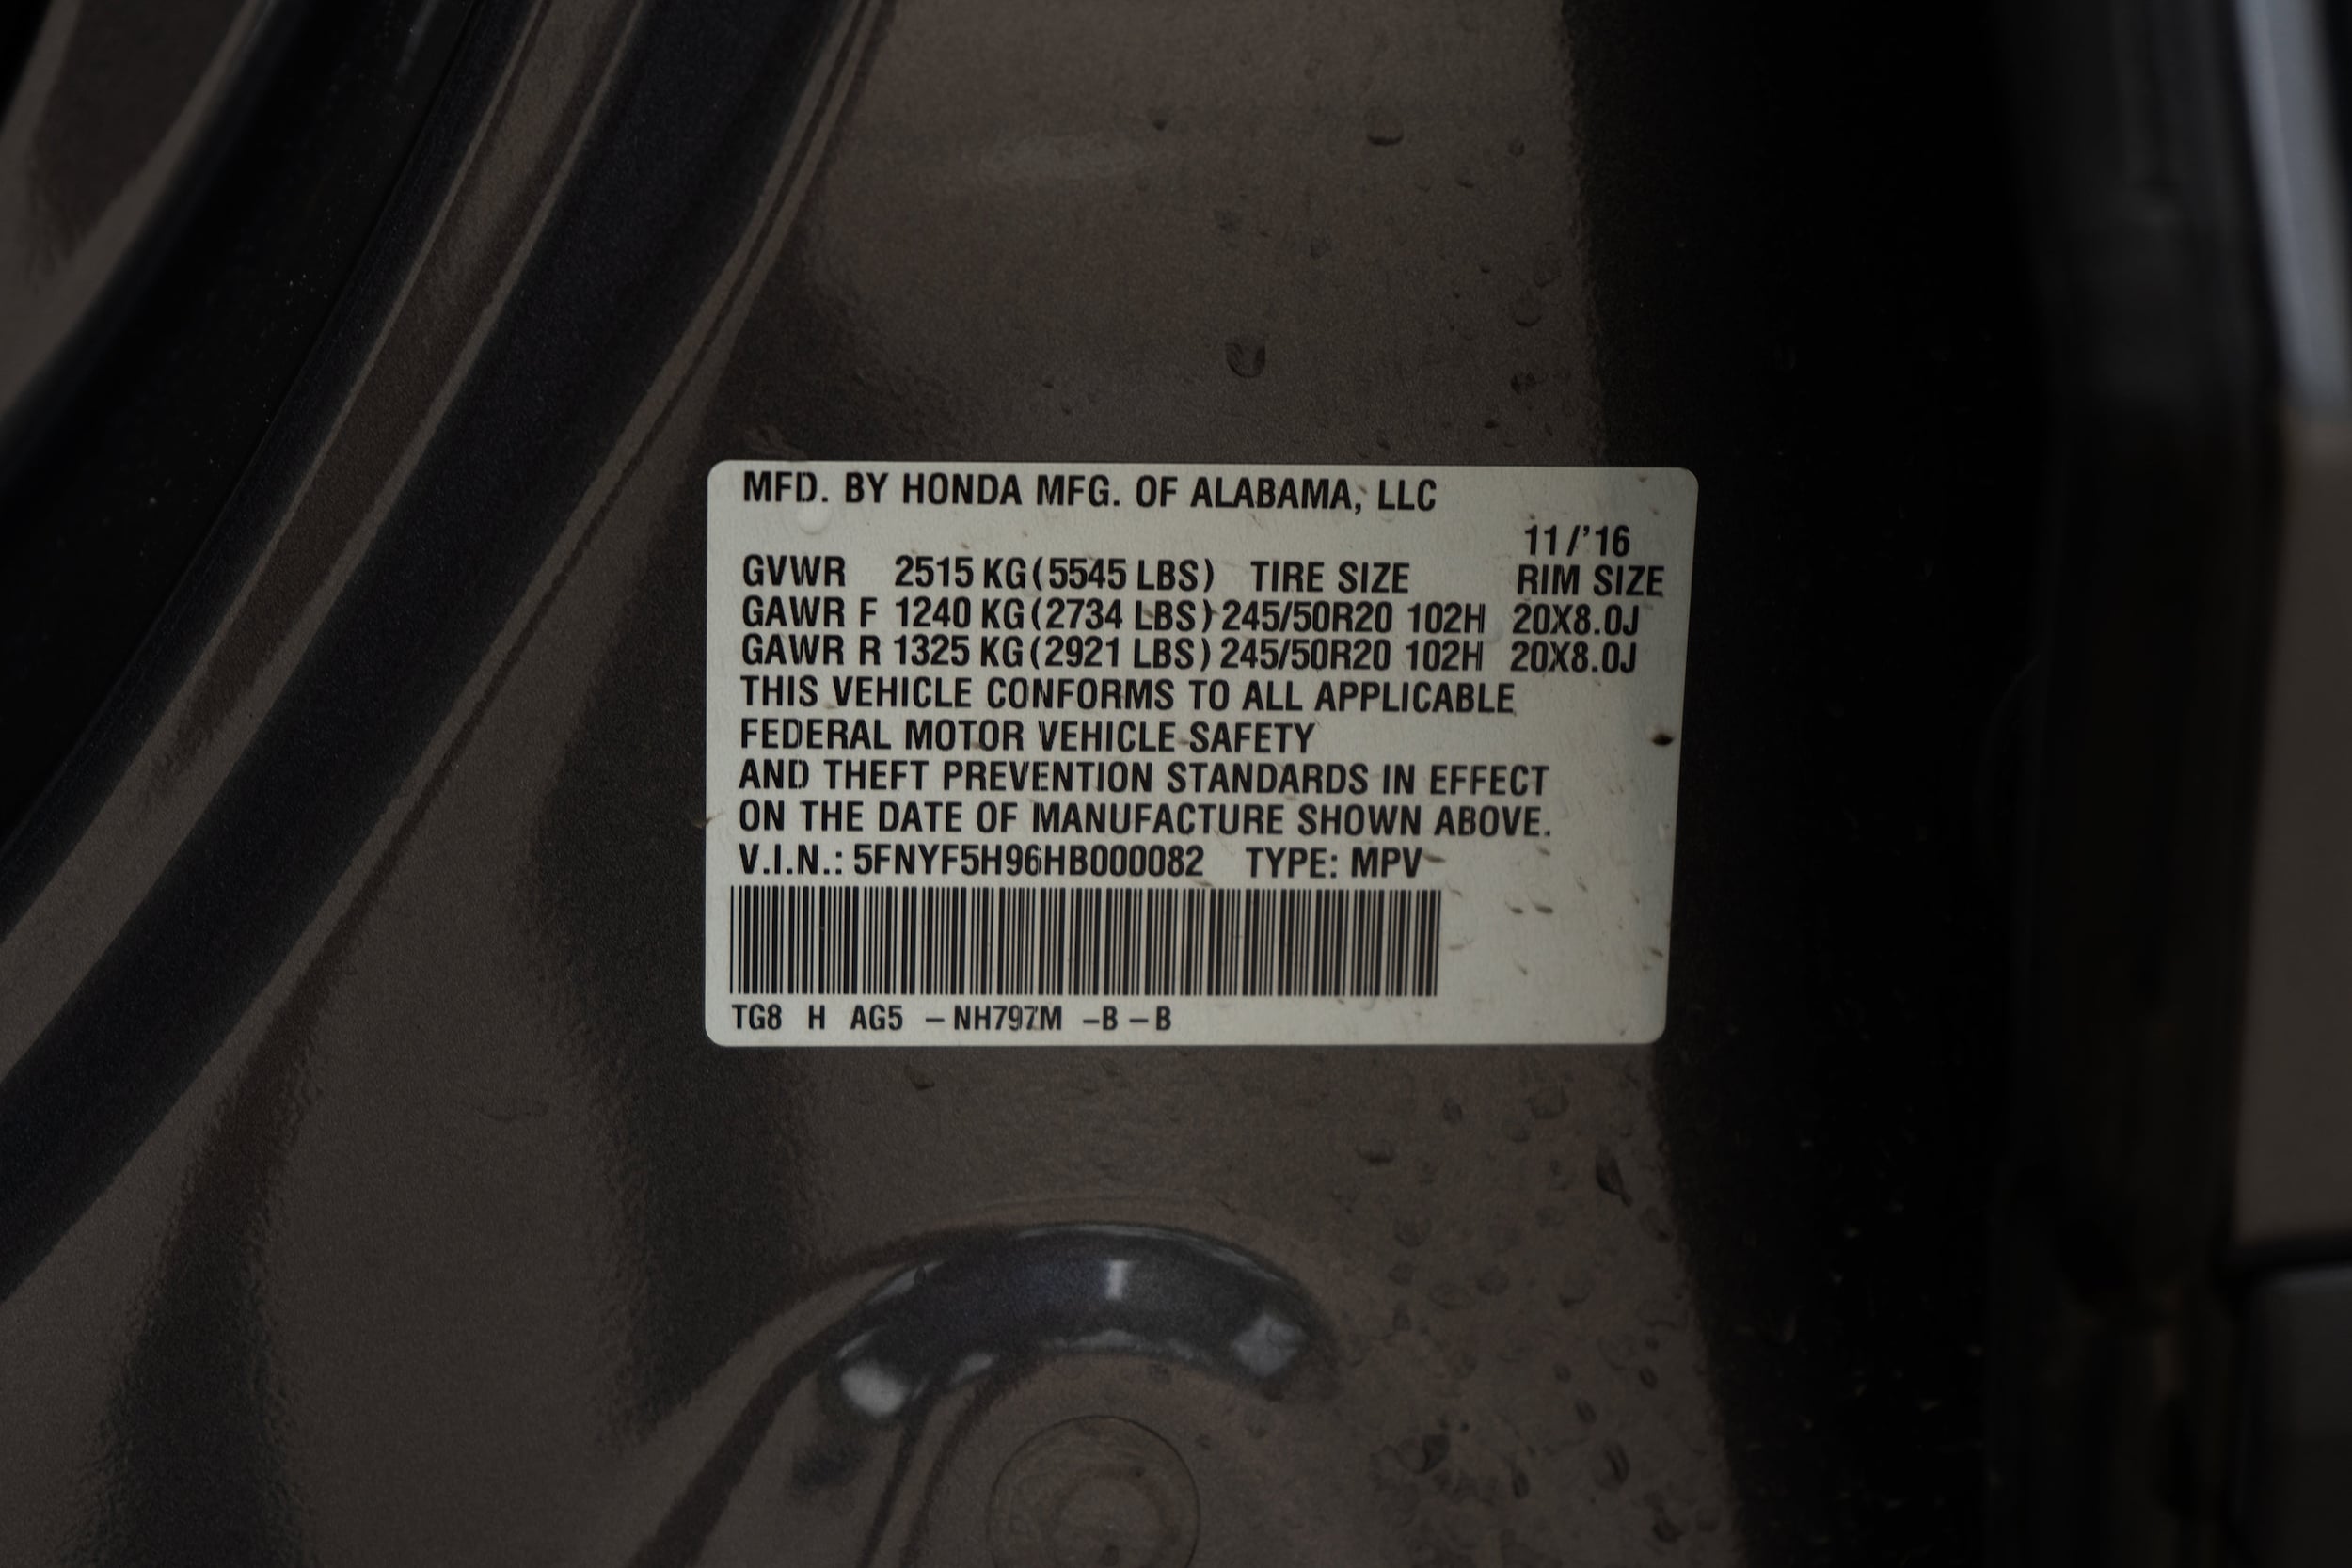 MFD. BY HONDA MFG. OF ALABAMA, LLC
11/'16
GVWR 2515 KG (5545 LBS) TIRE SIZE RIM SIZE
GAWR F 1240 KG (2734 LBS) 245/50R20 102H 20X8.0J
GAWR R 1325 KG (2921 LBS) 245/50R20 102H 20X8.0J
THIS VEHICLE CONFORMS TO ALL APPLICABLE
FEDERAL MOTOR VEHICLE SAFETY
AND THEFT PREVENTION STANDARDS IN EFFECT
ON THE DATE OF MANUFACTURE SHOWN ABOVE.
V.I.N.: 5FNYF5H96HB000082 TYPE: MPV
TG8 H AG5 – NH797M –B – B